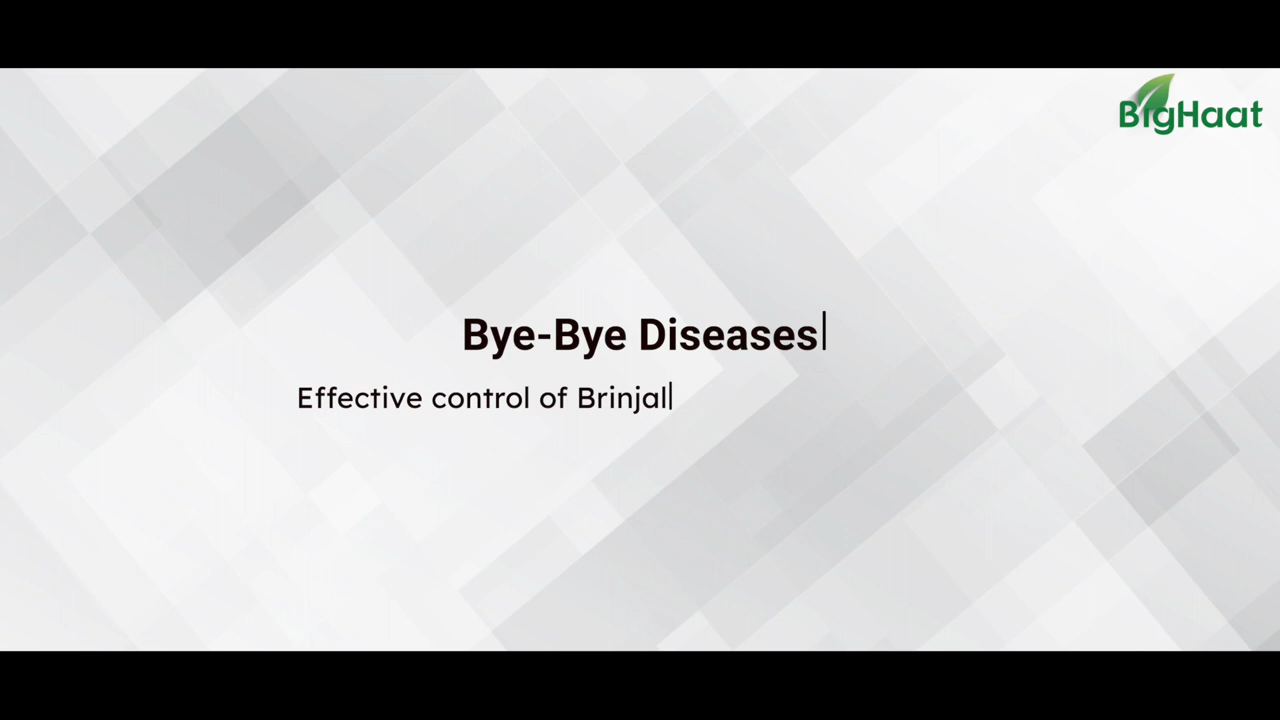 BigHaat
Bye-Bye Diseases
Effective control of Brinjal